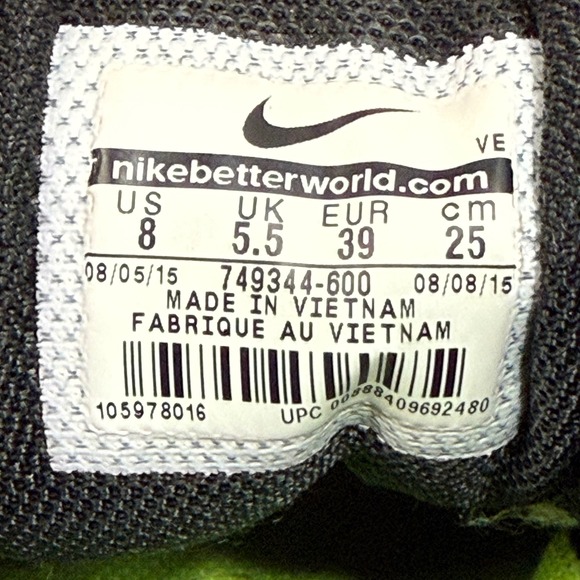 VE
nikebetterworld.com
US UK EUR cm
8 5.5 39 25
08/05/15 749344-600 08/08/15
MADE IN VIETNAM
FABRIQUE AU VIETNAM
105978016 UPC 00888409692480